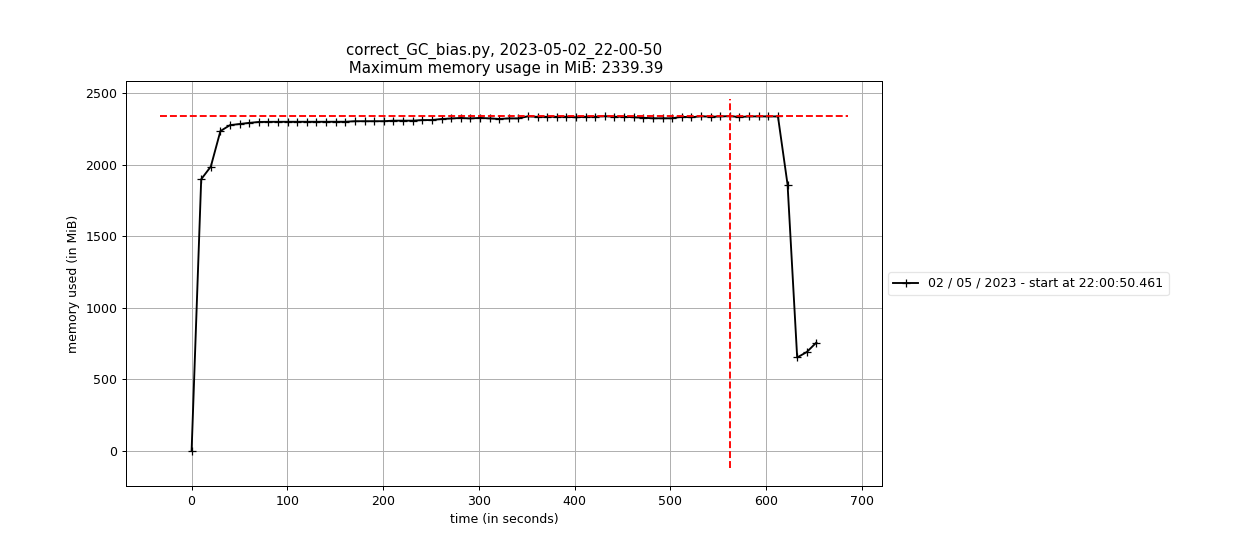 correct_GC_bias.py, 2023-05-02_22-00-50
Maximum memory usage in MiB: 2339.39
2500
2000
1500
1000
500
0
memory used (in MiB)
0 100 200 300 400 500 600 700
time (in seconds)
02 / 05 / 2023 - start at 22:00:50.461